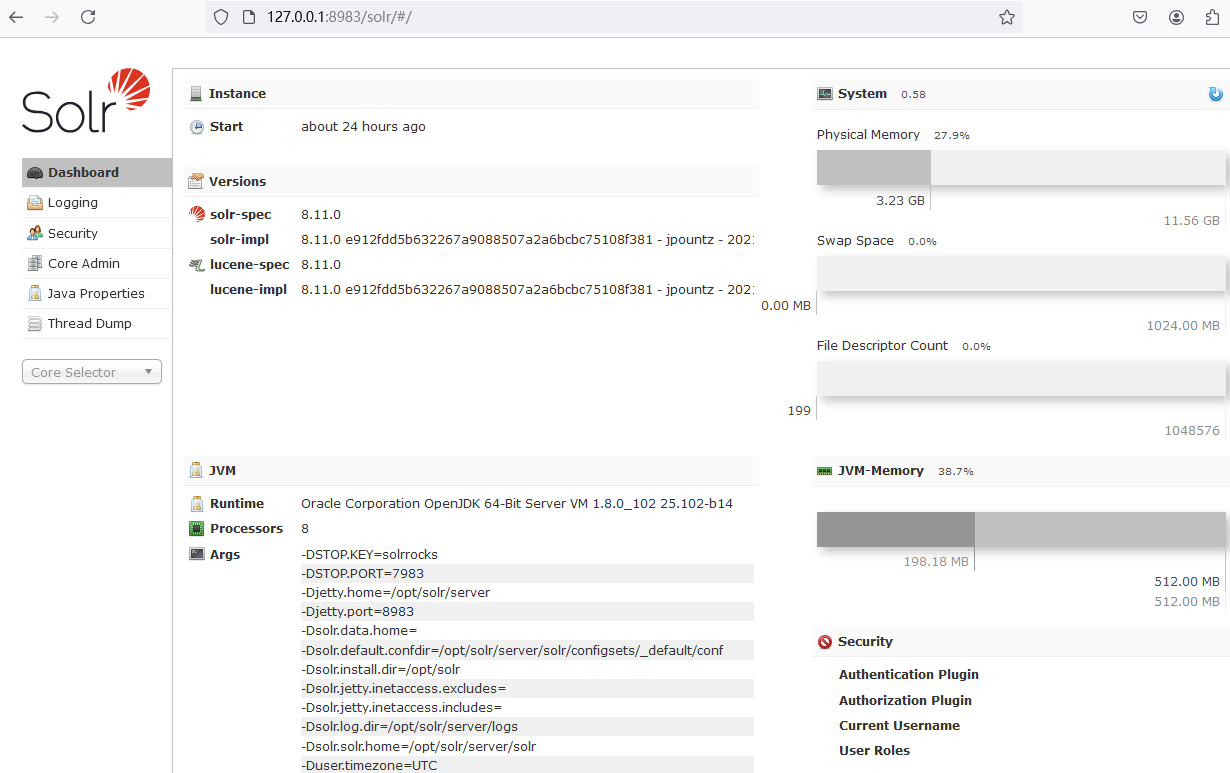 127.0.0.1:8983/solr/#/
Solr
Dashboard
Logging
Security
Core Admin
Java Properties
Thread Dump
Core Selector
Instance
Start about 24 hours ago
Versions
solr-spec 8.11.0
solr-impl 8.11.0 e912fdd5b632267a9088507a2a6bcbc75108f381 - jpountz - 2021
lucene-spec 8.11.0
lucene-impl 8.11.0 e912fdd5b632267a9088507a2a6bcbc75108f381 - jpountz - 2021
JVM
Runtime Oracle Corporation OpenJDK 64-Bit Server VM 1.8.0_102 25.102-b14
Processors 8
Args -DSTOP.KEY=solrrocks
-DSTOP.PORT=7983
-Djetty.home=/opt/solr/server
-Djetty.port=8983
-Dsolr.data.home=
-Dsolr.default.confdir=/opt/solr/server/solr/configsets/_default/conf
-Dsolr.install.dir=/opt/solr
-Dsolr.jetty.inetaccess.excludes=
-Dsolr.jetty.inetaccess.includes=
-Dsolr.log.dir=/opt/solr/server/logs
-Dsolr.solr.home=/opt/solr/server/solr
-Duser.timezone=UTC
System 0.58
Physical Memory 27.9%
3.23 GB
11.56 GB
Swap Space 0.0%
0.00 MB
1024.00 MB
File Descriptor Count 0.0%
199
1048576
JVM-Memory 38.7%
198.18 MB
512.00 MB
512.00 MB
Security
Authentication Plugin
Authorization Plugin
Current Username
User Roles